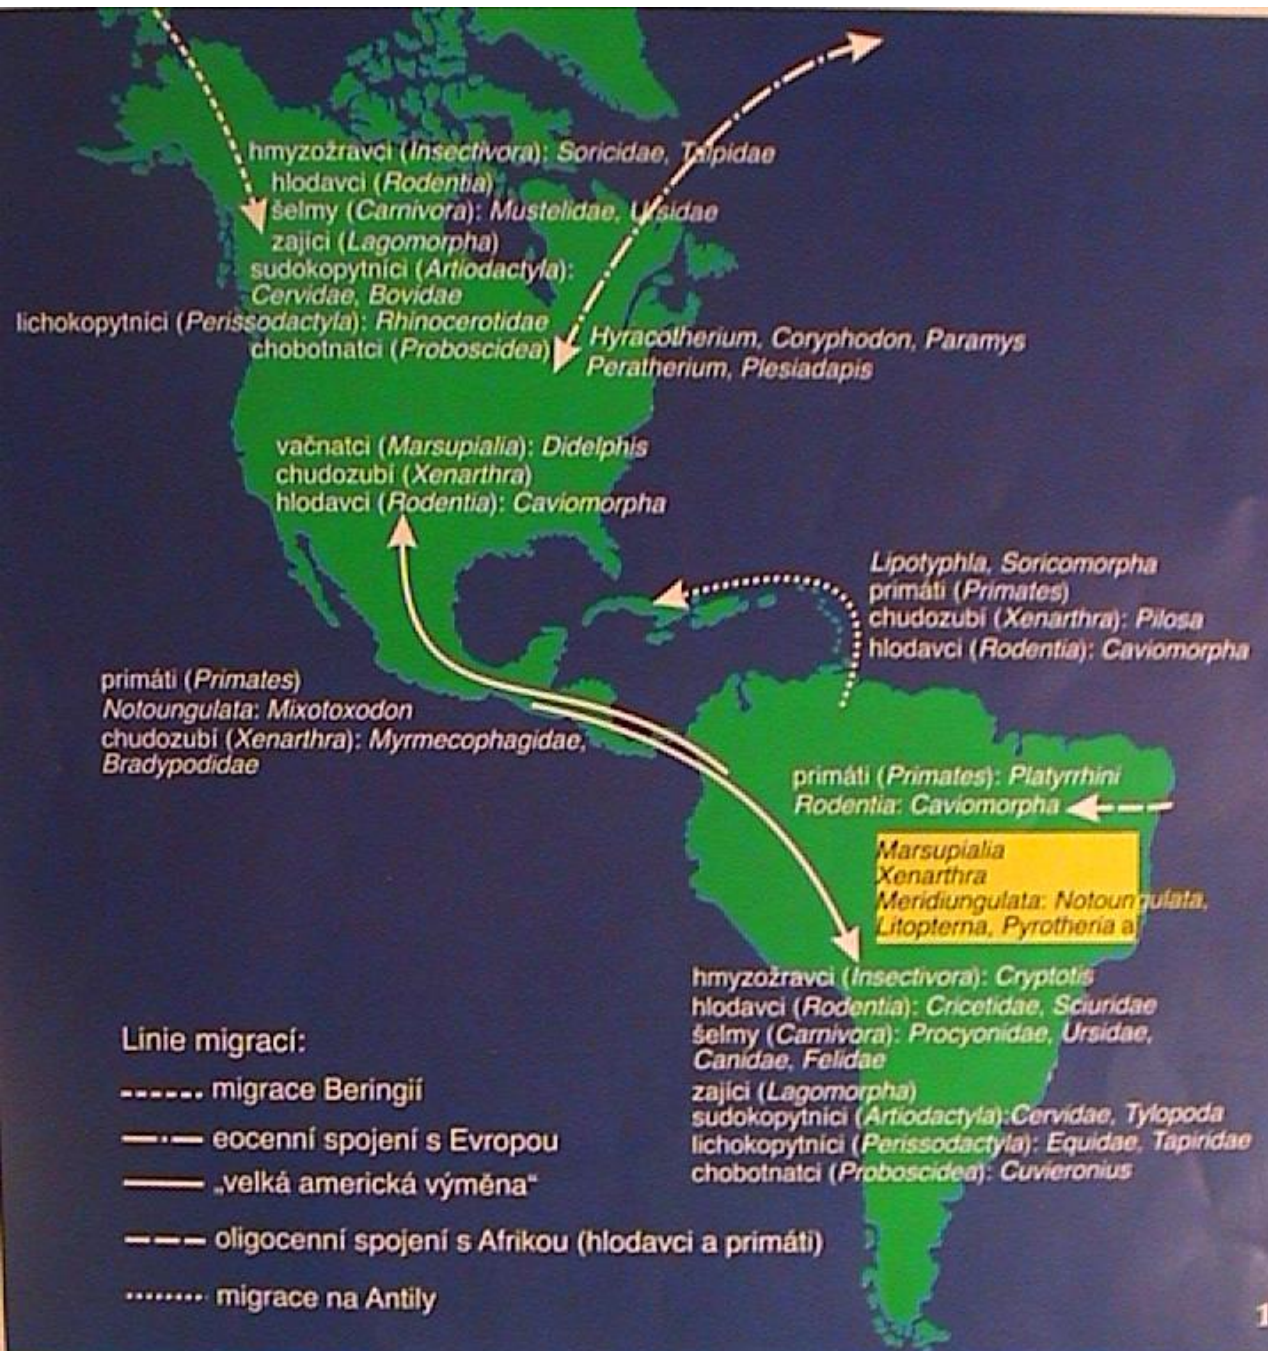 hmyzožravci (Insectivora): Soricidae, Talpidae
hlodavci (Rodentia)
šelmy (Carnivora): Mustelidae, Ursidae
zajíci (Lagomorpha)
sudokopytníci (Artiodactyla):
Cervidae, Bovidae
lichokopytníci (Perissodactyla): Rhinocerotidae
chobotnatci (Proboscidea)
Hyracotherium, Coryphodon, Paramys
Peratherium, Plesiadapis
vačnatci (Marsupialia): Didelphis
chudozubí (Xenarthra)
hlodavci (Rodentia): Caviomorpha
Lipotyphla, Soricomorpha
primáti (Primates)
chudozubí (Xenarthra): Pilosa
hlodavci (Rodentia): Caviomorpha
primáti (Primates)
Notoungulata: Mixotoxodon
chudozubí (Xenarthra): Myrmecophagidae,
Bradypodidae
primáti (Primates): Platyrrhini
Rodentia: Caviomorpha
Marsupialia
Xenarthra
Meridiungulata: Notoungulata,
Litopterna, Pyrotheria a
hmyzožravci (Insectivora): Cryptotis
hlodavci (Rodentia): Cricetidae, Sciuridae
šelmy (Carnivora): Procyonidae, Ursidae,
Canidae, Felidae
zajíci (Lagomorpha)
sudokopytníci (Artiodactyla):Cervidae, Tylopoda
lichokopytníci (Perissodactyla): Equidae, Tapiridae
chobotnatci (Proboscidea): Cuvieronius
Linie migrací:
migrace Beringií
eocenní spojení s Evropou
„velká americká výměna“
oligocenní spojení s Afrikou (hlodavci a primáti)
migrace na Antily
1